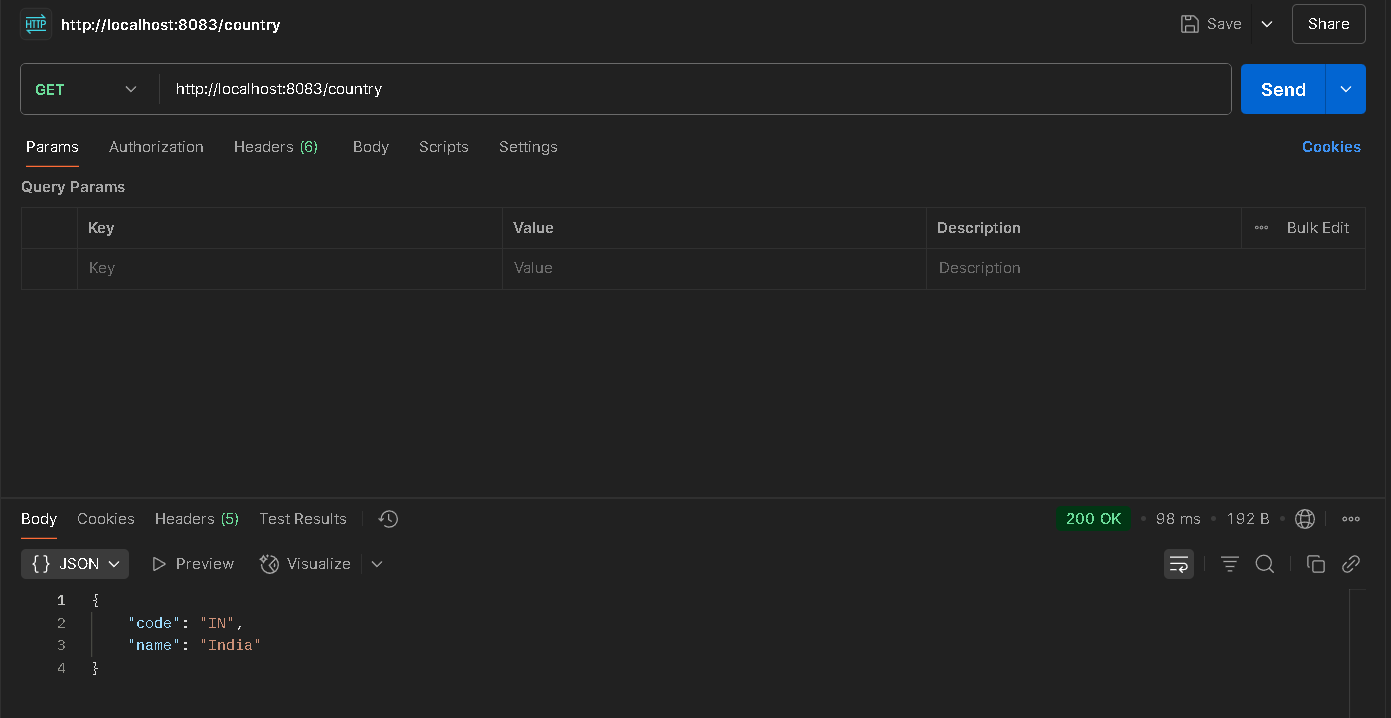 HTTP http://localhost:8083/country Save Share
GET http://localhost:8083/country Send
Params Authorization Headers (6) Body Scripts Settings Cookies
Query Params
Key Value Description Bulk Edit
Key Value Description
Body Cookies Headers (5) Test Results 200 OK • 98 ms • 192 B •
{} JSON Preview Visualize
1 {
2 "code": "IN",
3 "name": "India"
4 }